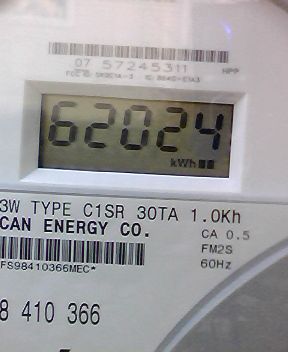 07 57245311
HPP
62024
kWh
3W TYPE C1SR 30TA 1.0Kh
CAN ENERGY CO.
CA 0.5
FM2S
FS98410366MEC*
60Hz
8 410 366